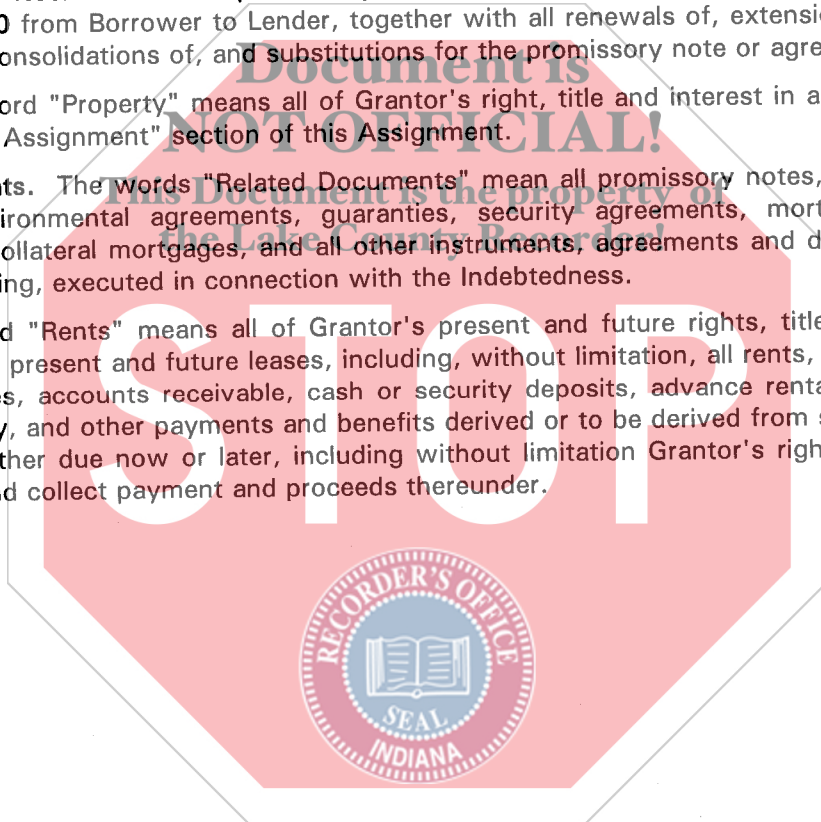 0 from Borrower to Lender, together with all renewals of, extensi
onsolidations of, and substitutions for the promissory note or agre
Document is
ord "Property" means all of Grantor's right, title and interest in a
Assignment" section of this Assignment.
NOT OFFICIAL!
ts. The words "Related Documents" mean all promissory notes,
This Document is the property of
ironmental agreements, guaranties, security agreements, mort
the Lake County Recorder!
ollateral mortgages, and all other instruments, agreements and d
ing, executed in connection with the Indebtedness.
d "Rents" means all of Grantor's present and future rights, title
present and future leases, including, without limitation, all rents,
s, accounts receivable, cash or security deposits, advance renta
y, and other payments and benefits derived or to be derived from s
ther due now or later, including without limitation Grantor's righ
d collect payment and proceeds thereunder.
STOP
RECORDER'S OFFICE
SEAL
INDIANA